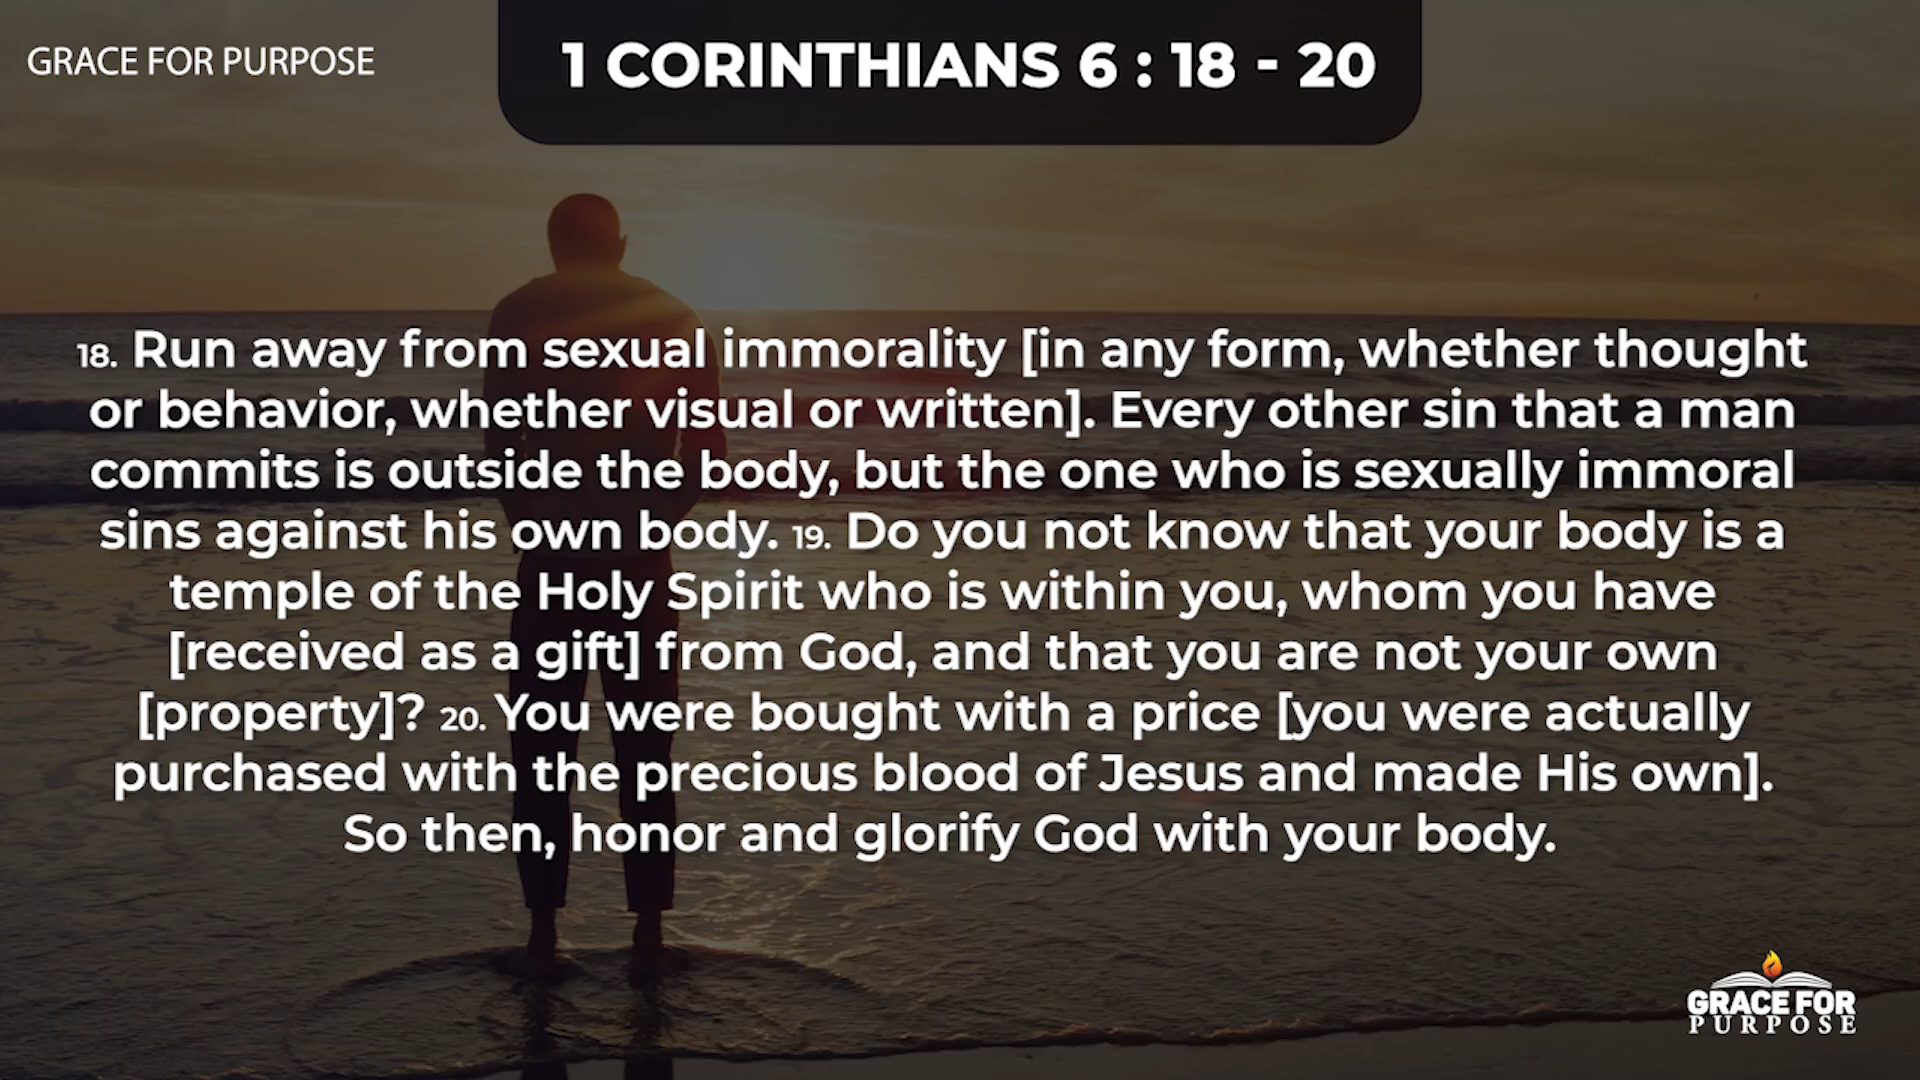 GRACE FOR PURPOSE
1 CORINTHIANS 6 : 18 - 20
18. Run away from sexual immorality [in any form, whether thought
or behavior, whether visual or written]. Every other sin that a man
commits is outside the body, but the one who is sexually immoral
sins against his own body. 19. Do you not know that your body is a
temple of the Holy Spirit who is within you, whom you have
[received as a gift] from God, and that you are not your own
[property]? 20. You were bought with a price [you were actually
purchased with the precious blood of Jesus and made His own].
So then, honor and glorify God with your body.
GRACE FOR
PURPOSE